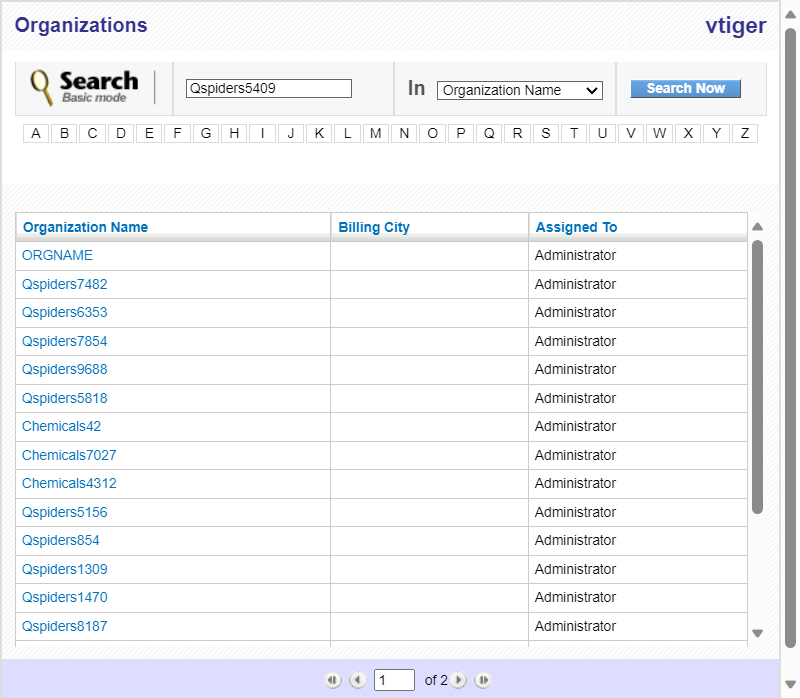 Organizations vtiger
Search
Basic mode
Qspiders5409 In Organization Name Search Now
A B C D E F G H I J K L M N O P Q R S T U V W X Y Z
Organization Name Billing City Assigned To
ORGNAME Administrator
Qspiders7482 Administrator
Qspiders6353 Administrator
Qspiders7854 Administrator
Qspiders9688 Administrator
Qspiders5818 Administrator
Chemicals42 Administrator
Chemicals7027 Administrator
Chemicals4312 Administrator
Qspiders5156 Administrator
Qspiders854 Administrator
Qspiders1309 Administrator
Qspiders1470 Administrator
Qspiders8187 Administrator
1 of 2